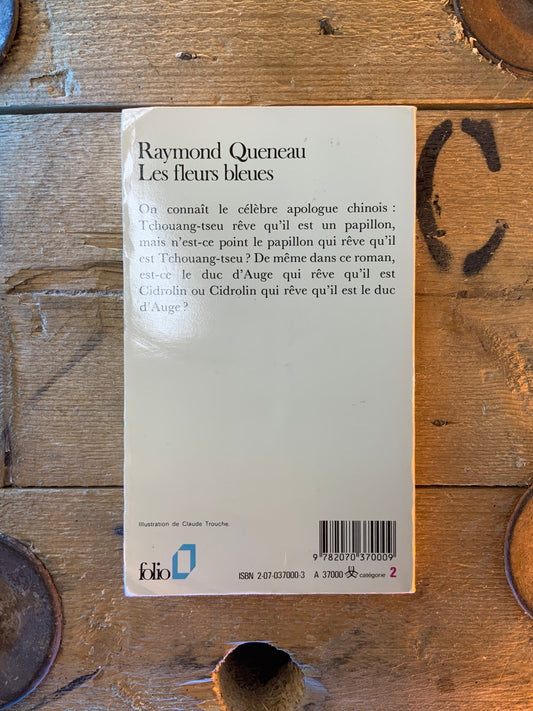 Raymond Queneau
Les fleurs bleues
On connaît le célèbre apologue chinois :
Tchouang-tseu rêve qu'il est un papillon,
mais n'est-ce point le papillon qui rêve qu'il
est Tchouang-tseu ? De même dans ce roman,
est-ce le duc d'Auge qui rêve qu'il est
Cidrolin ou Cidrolin qui rêve qu'il est le duc
d'Auge ?
Illustration de Claude Trouche.
9 782070 370009
folio
ISBN 2-07-037000-3 A 37000 catégorie 2
C